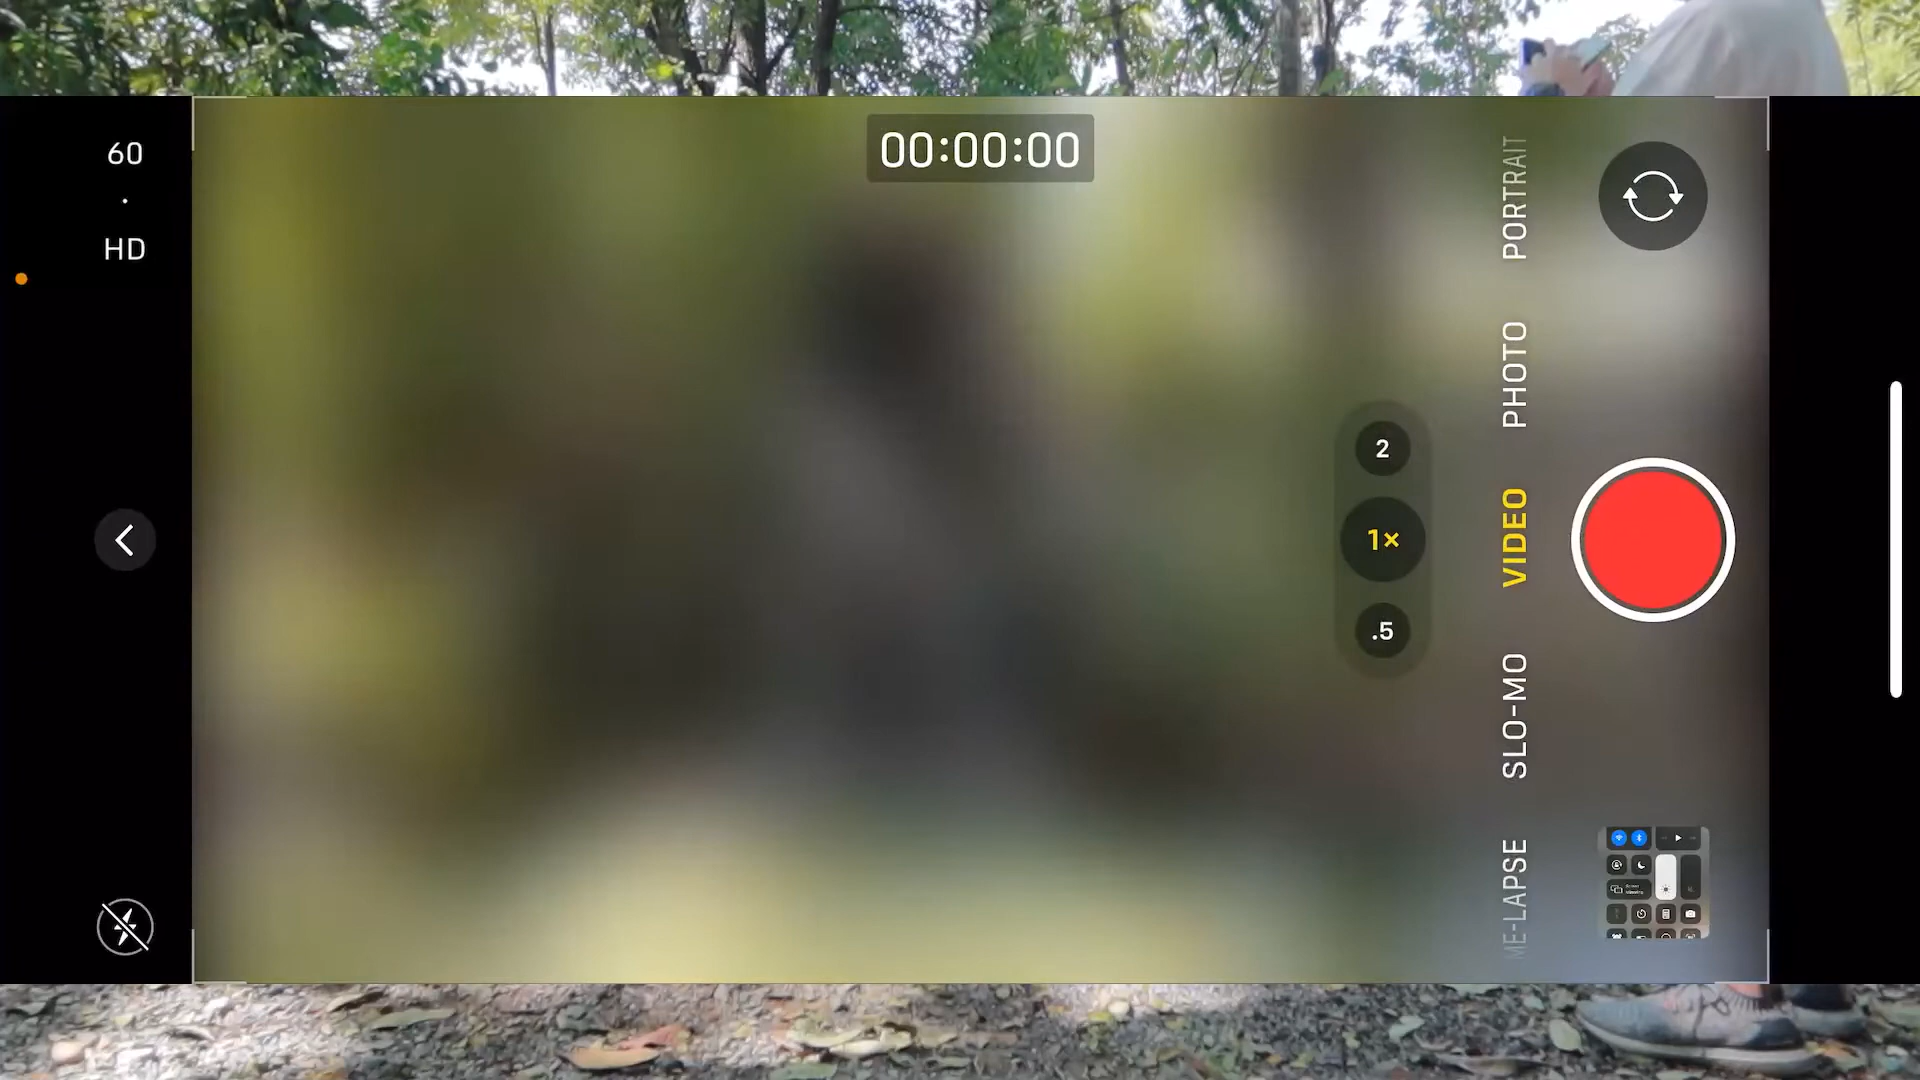 60
·
HD
00:00:00
2
1×
.5
PORTRAIT
PHOTO
VIDEO
SLO-MO
ME-LAPSE